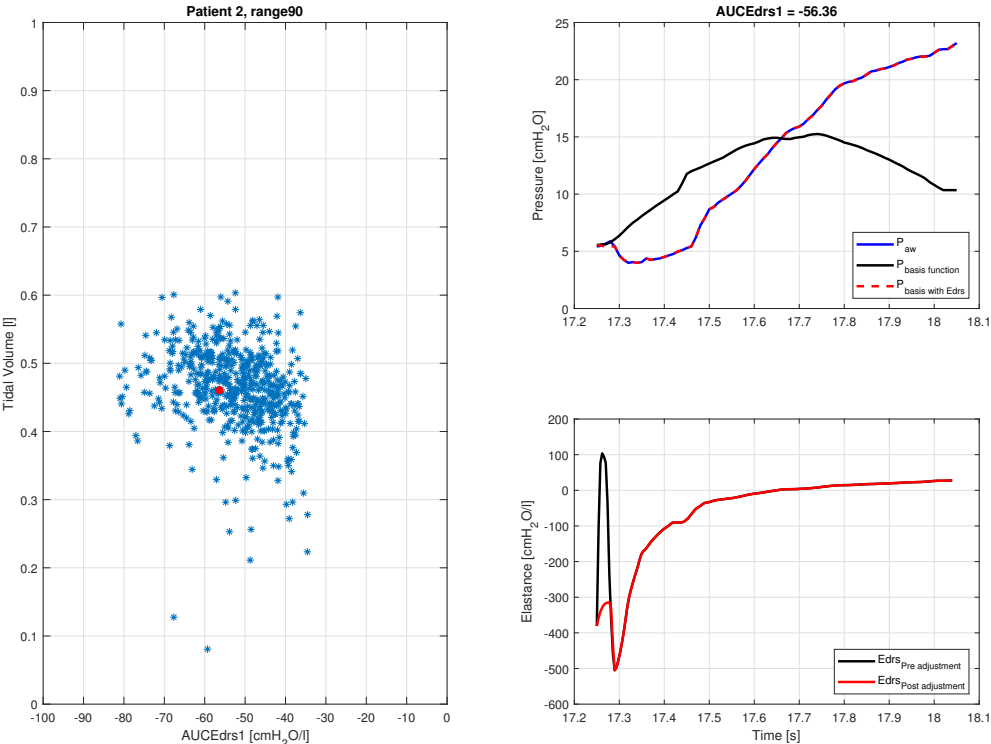 Patient 2, range90
Tidal Volume [l]
1
0.9
0.8
0.7
0.6
0.5
0.4
0.3
0.2
0.1
0
-100 -90 -80 -70 -60 -50 -40 -30 -20 -10 0
AUCEdrs1 [cmH2O/l]
AUCEdrs1 = -56.36
Pressure [cmH2O]
25
20
15
10
5
0
Paw
Pbasis function
Pbasis with Edrs
17.2 17.3 17.4 17.5 17.6 17.7 17.8 17.9 18 18.1
Elastance [cmH2O/l]
200
100
0
-100
-200
-300
-400
-500
-600
EdrsPre adjustment
EdrsPost adjustment
17.2 17.3 17.4 17.5 17.6 17.7 17.8 17.9 18 18.1
Time [s]